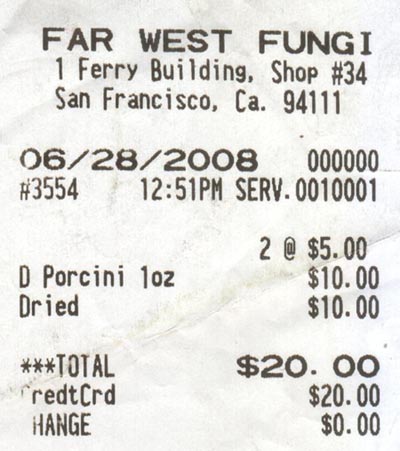 FAR WEST FUNGI
1 Ferry Building, Shop #34
San Francisco, Ca. 94111
06/28/2008 000000
#3554 12:51PM SERV.0010001
2 @ $5.00
D Porcini 1oz $10.00
Dried $10.00
***TOTAL $20.00
redtCrd $20.00
HANGE $0.00